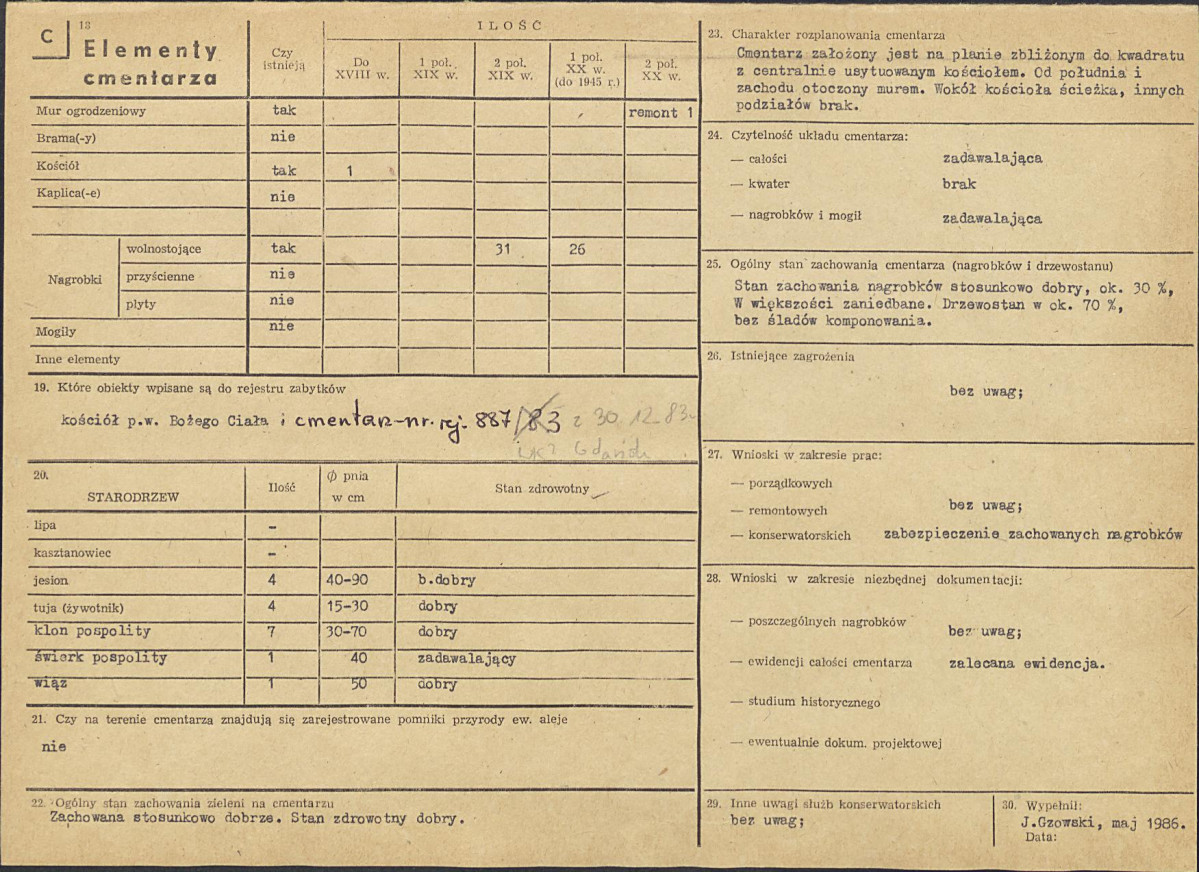 C
18
Elementy
cmentarza
Czy
istnieją
ILOŚĆ
Do
XVIII w.
1 poł.
XIX w.
2 poł.
XIX w.
1 poł.
XX w.
(do 1945 r.)
2 poł.
XX w.
Mur ogrodzeniowy tak remont 1
Brama(-y) nie
Kościół tak 1
Kaplica(-e) nie
Nagrobki
wolnostojące tak 31 26
przyścienne nie
płyty nie
Mogiły nie
Inne elementy
19. Które obiekty wpisane są do rejestru zabytków
kościół p.w. Bożego Ciała i cmentarz-nr. rej. 887/83 z 30.12.83
Gdańsk
20.
STARODRZEW
Ilość
Ø pnia
w cm
Stan zdrowotny
lipa -
kasztanowiec -
jesion 4 40-90 b.dobry
tuja (żywotnik) 4 15-30 dobry
klon pospolity 7 30-70 dobry
świerk pospolity 1 40 zadawalający
wiąz 1 50 dobry
21. Czy na terenie cmentarza znajdują się zarejestrowane pomniki przyrody ew. aleje
nie
22. Ogólny stan zachowania zieleni na cmentarzu
Zachowana stosunkowo dobrze. Stan zdrowotny dobry.
23. Charakter rozplanowania cmentarza
Cmentarz założony jest na planie zbliżonym do kwadratu
z centralnie usytuowanym kościołem. Od południa i
zachodu otoczony murem. Wokół kościoła ścieżka, innych
podziałów brak.
24. Czytelność układu cmentarza:
— całości zadawalająca
— kwater brak
— nagrobków i mogił zadawalająca
25. Ogólny stan zachowania cmentarza (nagrobków i drzewostanu)
Stan zachowania nagrobków stosunkowo dobry, ok. 30 %,
W większości zaniedbane. Drzewostan w ok. 70 %,
bez śladów komponowania.
26. Istniejące zagrożenia
bez uwag;
27. Wnioski w zakresie prac:
— porządkowych
— remontowych bez uwag;
— konserwatorskich zabezpieczenie zachowanych nagrobków
28. Wnioski w zakresie niezbędnej dokumentacji:
— poszczególnych nagrobków bez uwag;
— ewidencji całości cmentarza zalecana ewidencja.
— studium historycznego
— ewentualnie dokum. projektowej
29. Inne uwagi służb konserwatorskich
bez uwag;
30. Wypełnił:
J.Gzowski, maj 1986.
Data: